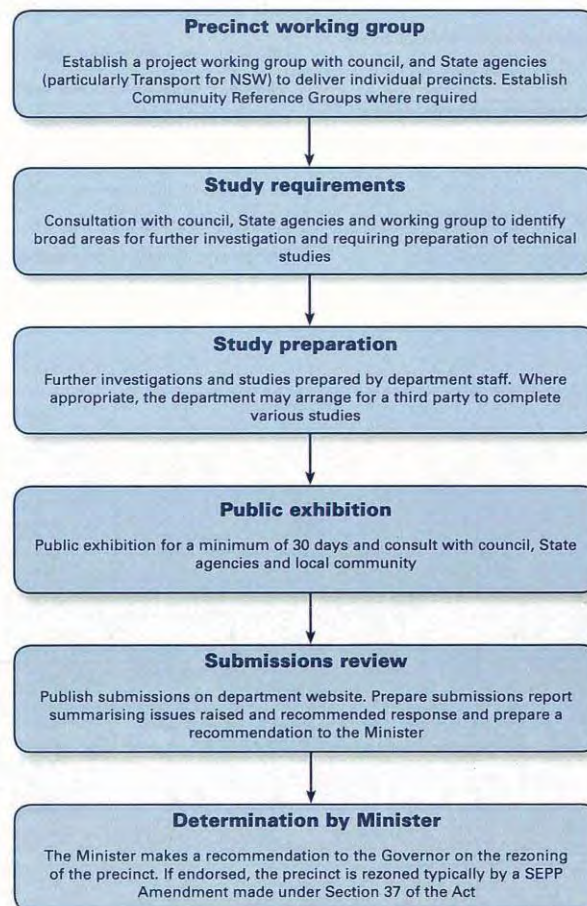 Precinct working group
Establish a project working group with council, and State agencies
(particularly Transport for NSW) to deliver individual precincts. Establish
Community Reference Groups where required
Study requirements
Consultation with council, State agencies and working group to identify
broad areas for further investigation and requiring preparation of technical
studies
Study preparation
Further investigations and studies prepared by department staff. Where
appropriate, the department may arrange for a third party to complete
various studies
Public exhibition
Public exhibition for a minimum of 30 days and consult with council, State
agencies and local community
Submissions review
Publish submissions on department website. Prepare submissions report
summarising issues raised and recommended response and prepare a
recommendation to the Minister
Determination by Minister
The Minister makes a recommendation to the Governor on the rezoning
of the precinct. If endorsed, the precinct is rezoned typically by a SEPP
Amendment made under Section 37 of the Act